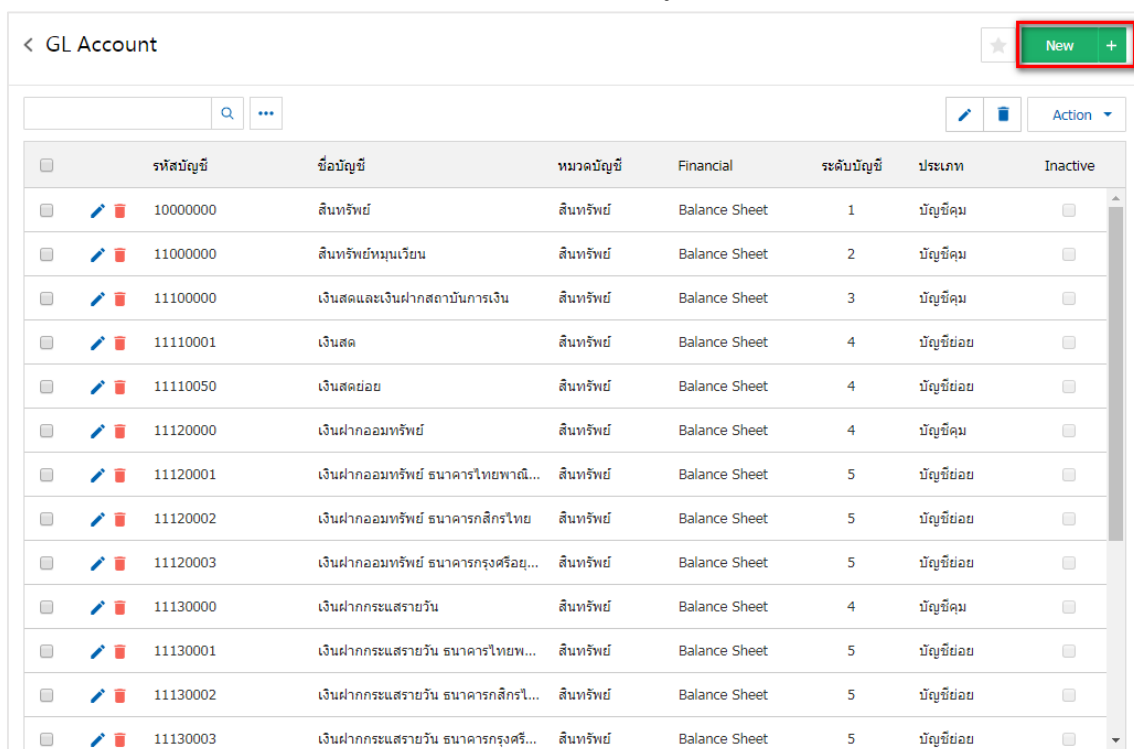 GL Account New +
Action
รหัสบัญชี ชื่อบัญชี หมวดบัญชี Financial ระดับบัญชี ประเภท Inactive
10000000 สินทรัพย์ สินทรัพย์ Balance Sheet 1 บัญชีคุม
11000000 สินทรัพย์หมุนเวียน สินทรัพย์ Balance Sheet 2 บัญชีคุม
11100000 เงินสดและเงินฝากสถาบันการเงิน สินทรัพย์ Balance Sheet 3 บัญชีคุม
11110001 เงินสด สินทรัพย์ Balance Sheet 4 บัญชีย่อย
11110050 เงินสดย่อย สินทรัพย์ Balance Sheet 4 บัญชีย่อย
11120000 เงินฝากออมทรัพย์ สินทรัพย์ Balance Sheet 4 บัญชีคุม
11120001 เงินฝากออมทรัพย์ ธนาคารไทยพาณิ... สินทรัพย์ Balance Sheet 5 บัญชีย่อย
11120002 เงินฝากออมทรัพย์ ธนาคารกสิกรไทย สินทรัพย์ Balance Sheet 5 บัญชีย่อย
11120003 เงินฝากออมทรัพย์ ธนาคารกรุงศรีอยุ... สินทรัพย์ Balance Sheet 5 บัญชีย่อย
11130000 เงินฝากกระแสรายวัน สินทรัพย์ Balance Sheet 4 บัญชีคุม
11130001 เงินฝากกระแสรายวัน ธนาคารไทยพ... สินทรัพย์ Balance Sheet 5 บัญชีย่อย
11130002 เงินฝากกระแสรายวัน ธนาคารกสิกรไ... สินทรัพย์ Balance Sheet 5 บัญชีย่อย
11130003 เงินฝากกระแสรายวัน ธนาคารกรุงศรี... สินทรัพย์ Balance Sheet 5 บัญชีย่อย